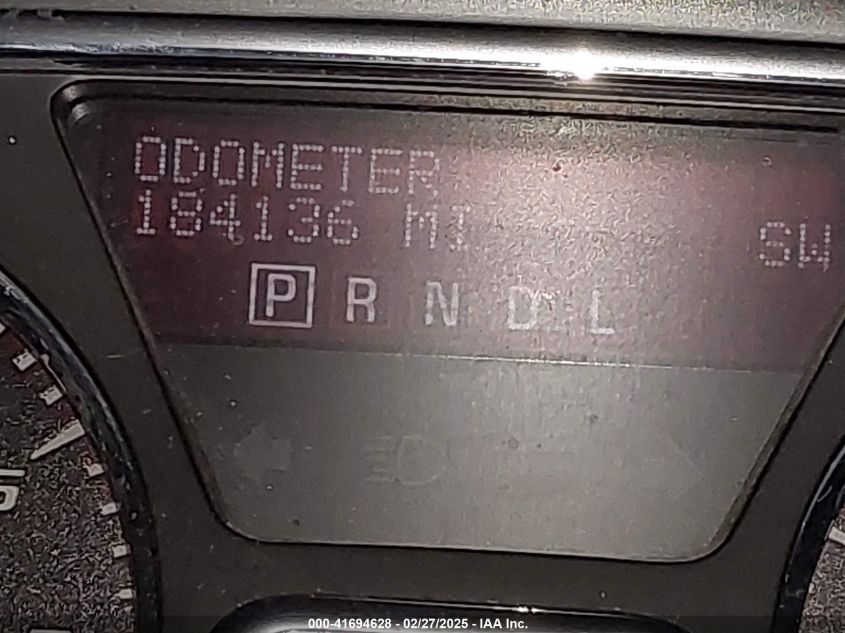 ODOMETER
184136 MI SW
P R N D L
000-41694628 - 02/27/2025 - IAA Inc.